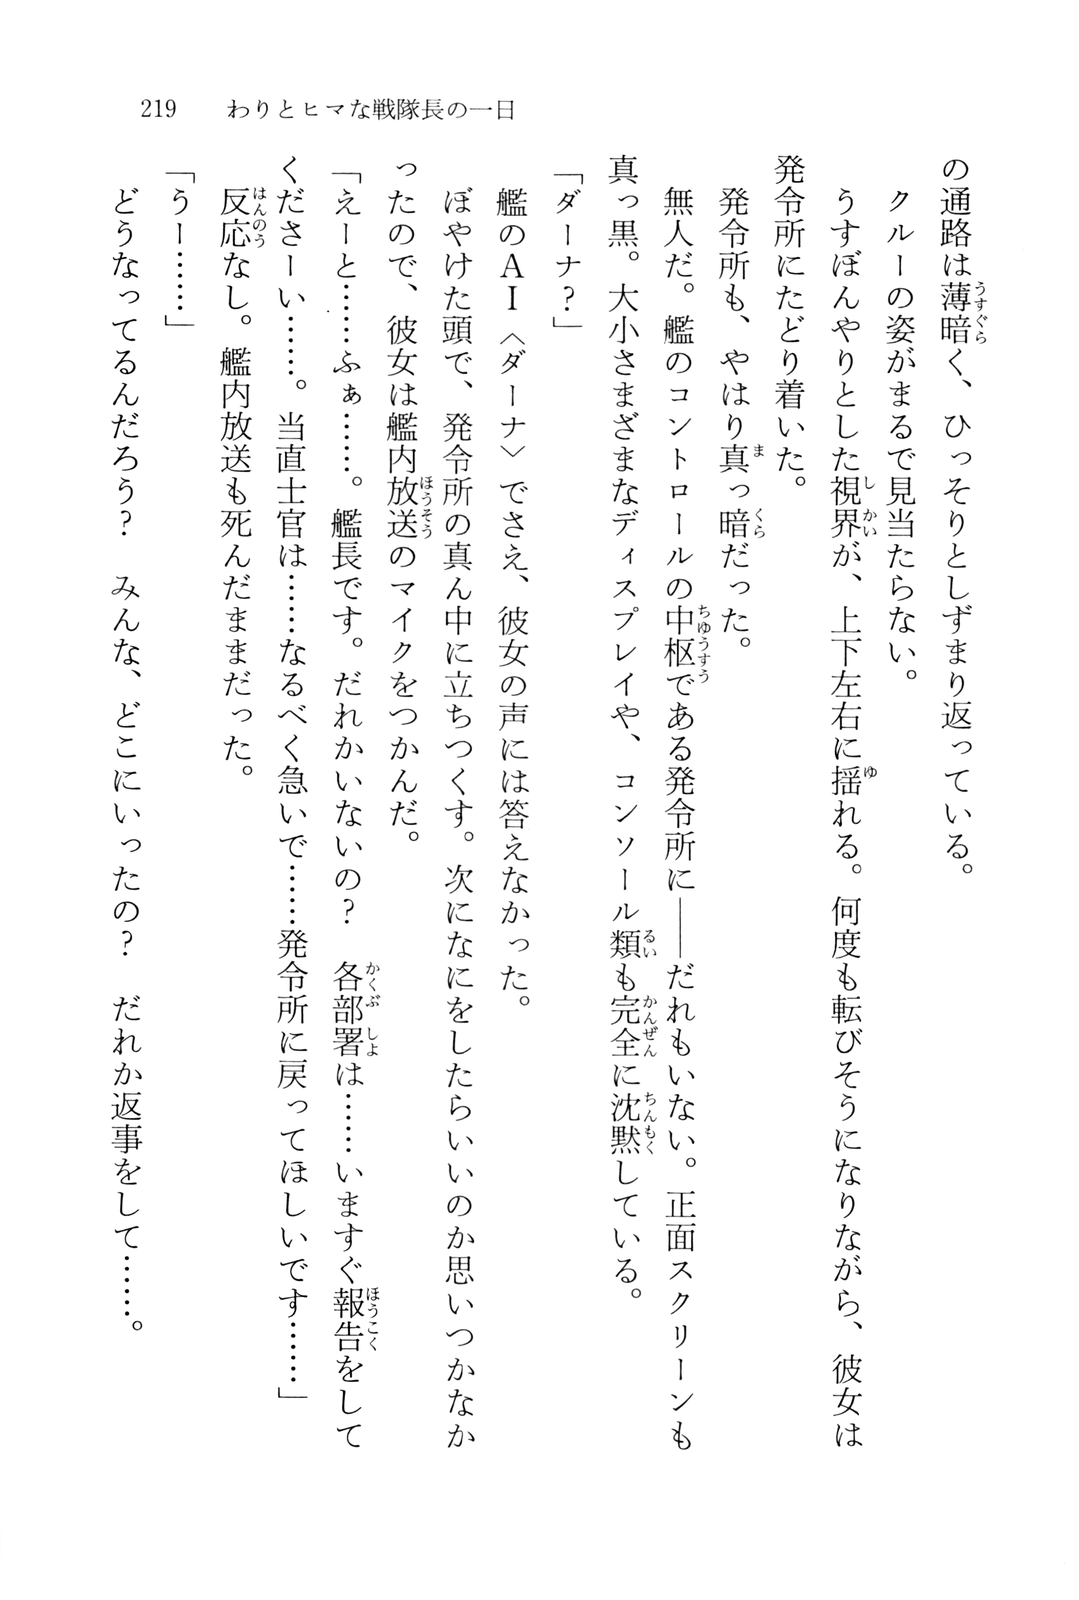 219　わりとヒマな戦隊長の一日
の通路は薄暗く、ひっそりとしずまり返っている。
クルーの姿がまるで見当たらない。
うすぼんやりとした視界が、上下左右に揺れる。何度も転びそうになりながら、彼女は
発令所にたどり着いた。
発令所も、やはり真っ暗だった。
無人だ。艦のコントロールの中枢である発令所に――だれもいない。正面スクリーンも
真っ黒。大小さまざまなディスプレイや、コンソール類も完全に沈黙している。
「ダーナ？」
艦のＡＩ〈ダーナ〉でさえ、彼女の声には答えなかった。
ぼやけた頭で、発令所の真ん中に立ちつくす。次になにをしたらいいのか思いつかなか
ったので、彼女は艦内放送のマイクをつかんだ。
「えーと……ふぁ……。艦長です。だれかいないの？　各部署は……いますぐ報告をして
くださーい……。当直士官は……なるべく急いで……発令所に戻ってほしいです……」
反応なし。艦内放送も死んだままだった。
「うー……」
どうなってるんだろう？　みんな、どこにいったの？　だれか返事をして……。